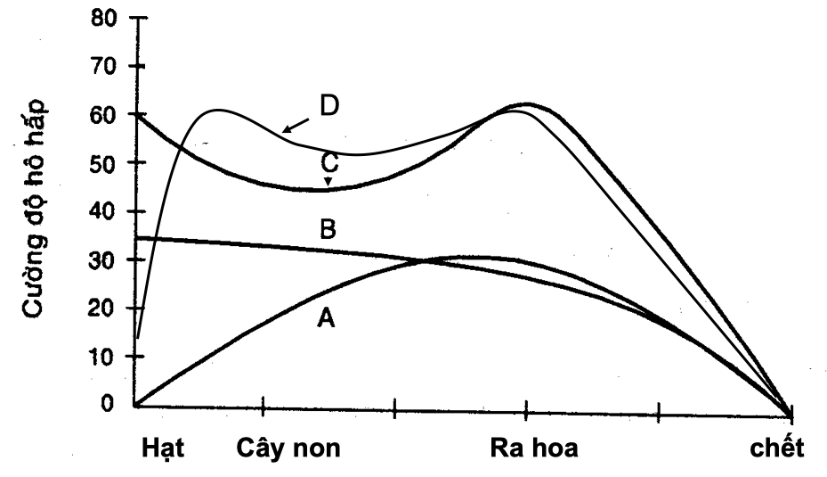 80
70
60
50
40
30
20
10
0
Cường độ hô hấp
D
C
B
A
Hạt Cây non Ra hoa chết